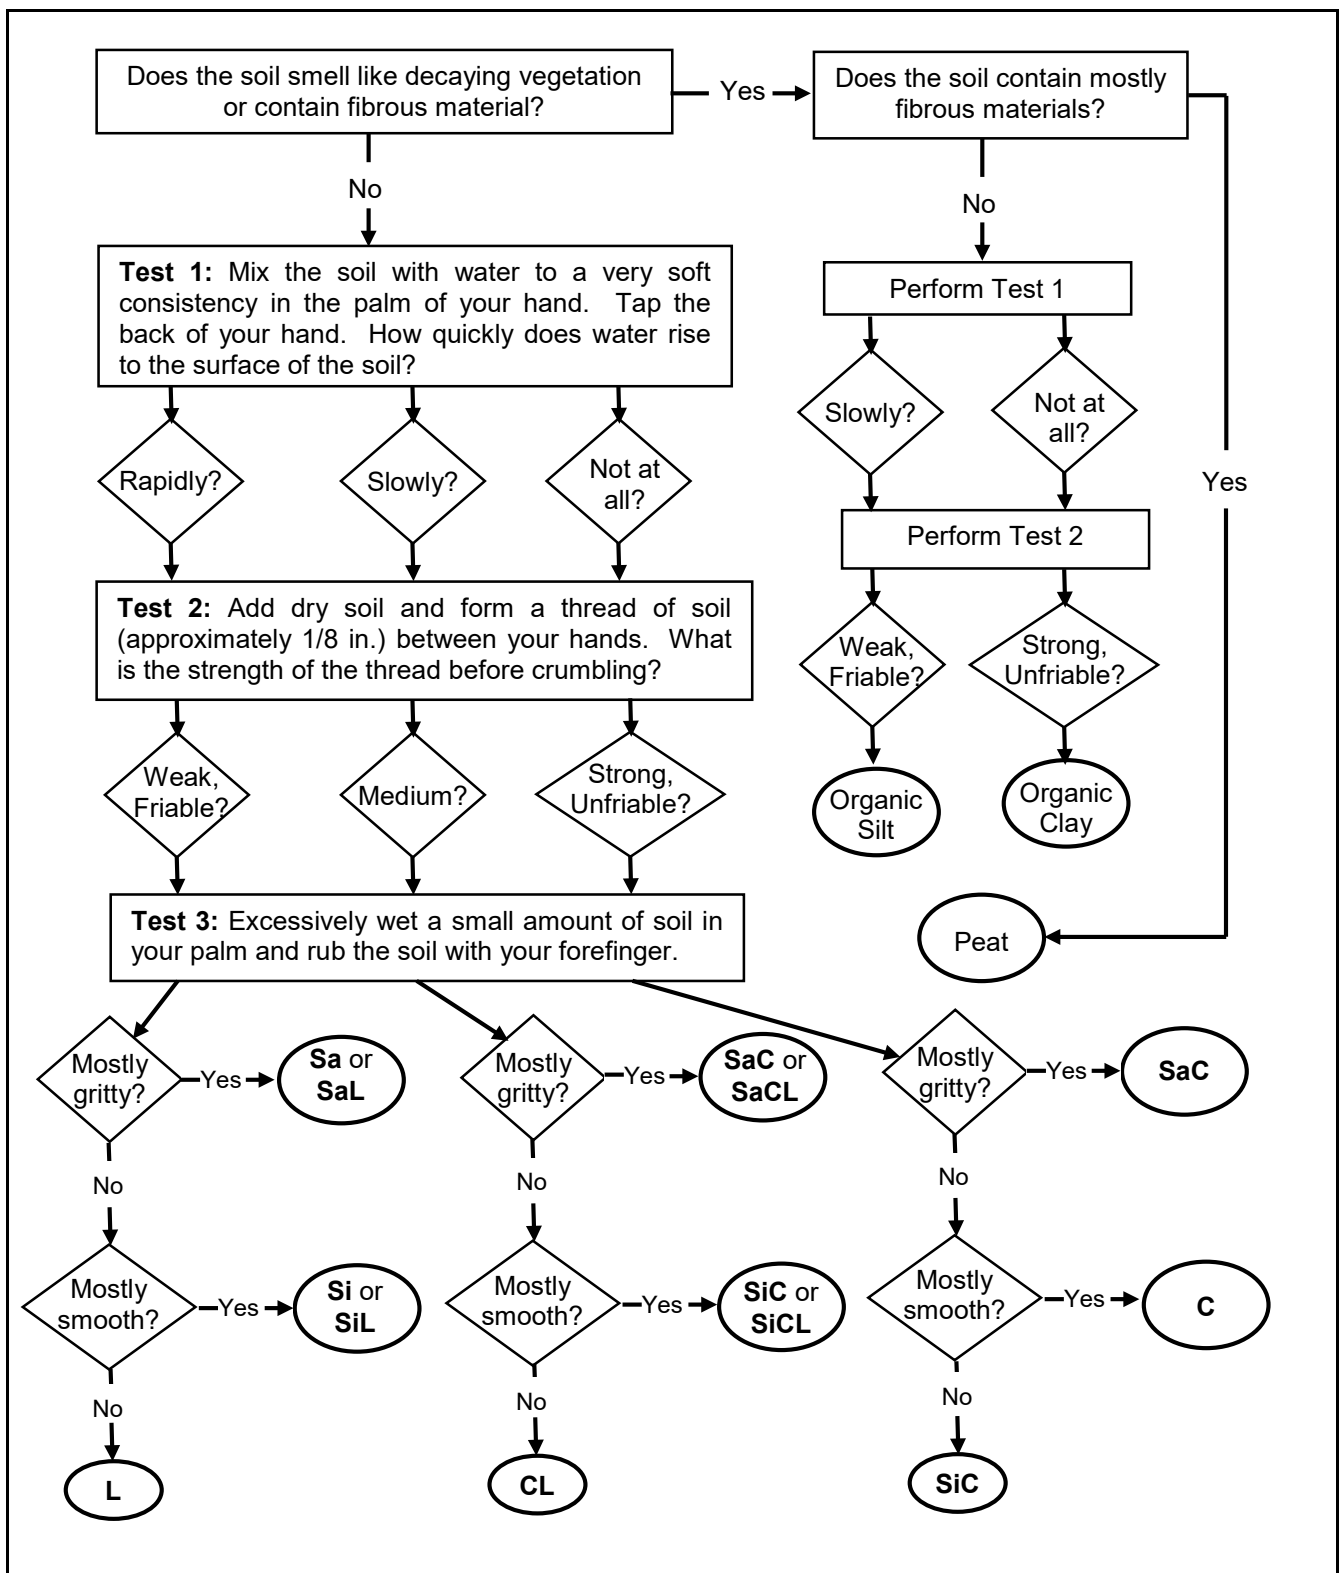 Does the soil smell like decaying vegetation
or contain fibrous material?
Yes
Does the soil contain mostly
fibrous materials?
No
No
Test 1: Mix the soil with water to a very soft
consistency in the palm of your hand. Tap the
back of your hand. How quickly does water rise
to the surface of the soil?
Perform Test 1
Rapidly?
Slowly?
Not at
all?
Slowly?
Not at
all?
Yes
Perform Test 2
Test 2: Add dry soil and form a thread of soil
(approximately 1/8 in.) between your hands. What
is the strength of the thread before crumbling?
Weak,
Friable?
Strong,
Unfriable?
Weak,
Friable?
Medium?
Strong,
Unfriable?
Organic
Silt
Organic
Clay
Test 3: Excessively wet a small amount of soil in
your palm and rub the soil with your forefinger.
Peat
Mostly
gritty?
Yes
Sa or
SaL
Mostly
gritty?
Yes
SaC or
SaCL
Mostly
gritty?
Yes
SaC
No
No
No
Mostly
smooth?
Yes
Si or
SiL
Mostly
smooth?
Yes
SiC or
SiCL
Mostly
smooth?
Yes
C
No
No
No
L
CL
SiC